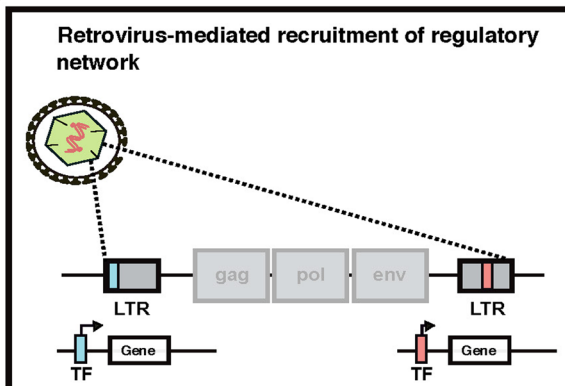 Retrovirus-mediated recruitment of regulatory
network
gag pol env
LTR LTR
Gene Gene
TF TF